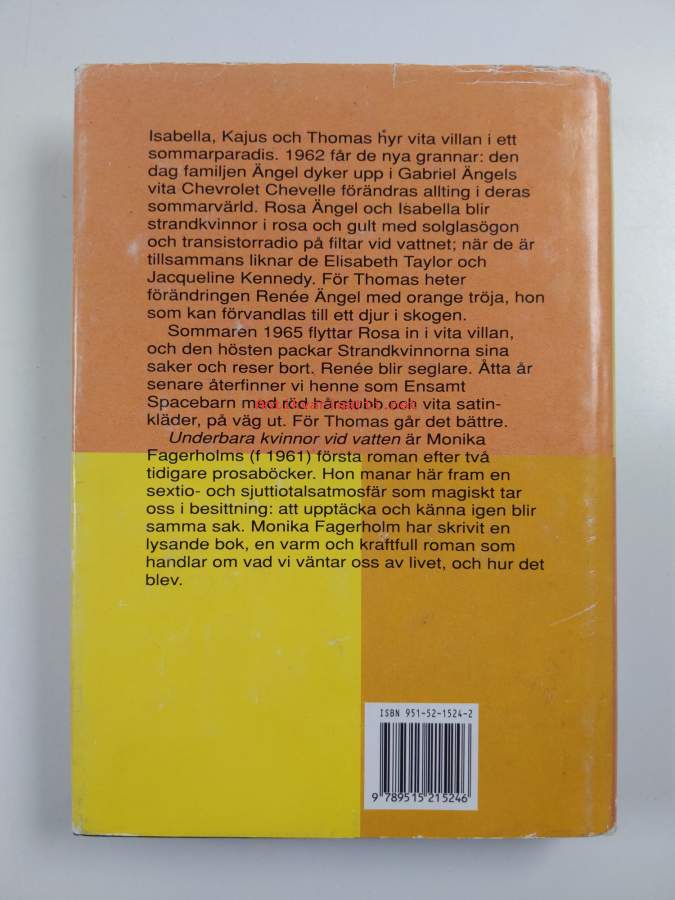 Isabella, Kajus och Thomas hyr vita villan i ett
sommarparadis. 1962 får de nya grannar: den
dag familjen Ängel dyker upp i Gabriel Ängels
vita Chevrolet Chevelle förändras allting i deras
sommarvärld. Rosa Ängel och Isabella blir
strandkvinnor i rosa och gult med solglasögon
och transistorradio på filtar vid vattnet; när de är
tillsammans liknar de Elisabeth Taylor och
Jacqueline Kennedy. För Thomas heter
förändringen Renée Ängel med orange tröja, hon
som kan förvandlas till ett djur i skogen.
Sommaren 1965 flyttar Rosa in i vita villan,
och den hösten packar Strandkvinnorna sina
saker och reser bort. Renée blir seglare. Åtta år
senare återfinner vi henne som Ensamt
Spacebarn med röd hårstubb och vita satin-
kläder, på väg ut. För Thomas går det bättre.
Underbara kvinnor vid vatten är Monika
Fagerholms (f 1961) första roman efter två
tidigare prosaböcker. Hon manar här fram en
sextio- och sjuttiotalsatmosfär som magiskt tar
oss i besittning: att upptäcka och känna igen blir
samma sak. Monika Fagerholm har skrivit en
lysande bok, en varm och kraftfull roman som
handlar om vad vi väntar oss av livet, och hur det
blev.
ISBN 951-52-1524-2
9 789515 215246